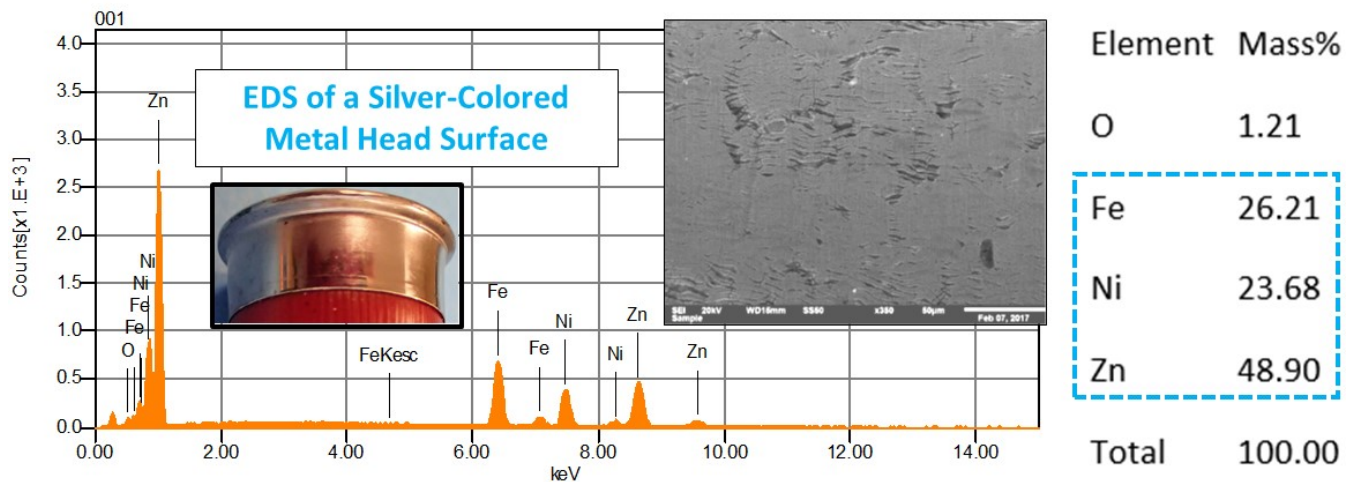 001
4.0
3.5
3.0
2.5
2.0
1.5
1.0
0.5
0.0
Counts[x1.E+3]
Zn
Ni
Ni
Fe
Fe
O
FeKesc
Fe
Fe
Ni
Ni
Zn
Zn
0.00 2.00 4.00 6.00 8.00 10.00 12.00 14.00
keV
EDS of a Silver-Colored
Metal Head Surface
SEI 20kV WD15mm SS50 x350 50µm
Sample Feb 07, 2017
Element Mass%
O 1.21
Fe 26.21
Ni 23.68
Zn 48.90
Total 100.00